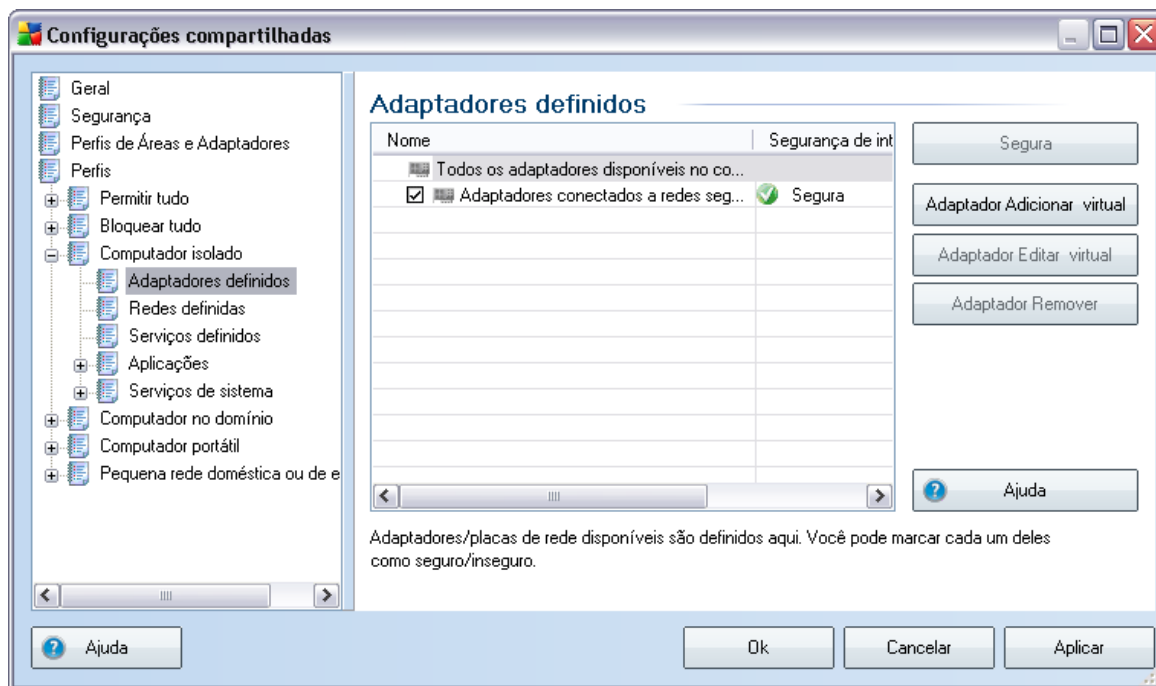 Configurações compartilhadas
Geral
Segurança
Perfis de Áreas e Adaptadores
Perfis
Permitir tudo
Bloquear tudo
Computador isolado
Adaptadores definidos
Redes definidas
Serviços definidos
Aplicações
Serviços de sistema
Computador no domínio
Computador portátil
Pequena rede doméstica ou de e
Adaptadores definidos
Nome Segurança de int
Todos os adaptadores disponíveis no co...
Adaptadores conectados a redes seg... Segura
Segura
Adaptador Adicionar virtual
Adaptador Editar virtual
Adaptador Remover
Ajuda
Adaptadores/placas de rede disponíveis são definidos aqui. Você pode marcar cada um deles
como seguro/inseguro.
Ajuda
Ok
Cancelar
Aplicar